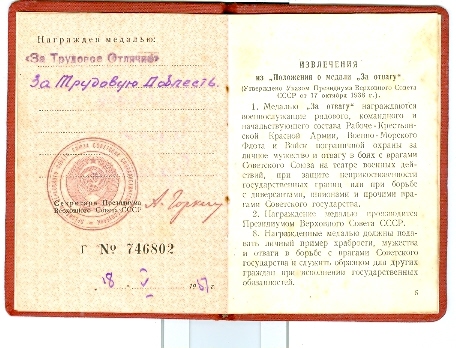 Награжден медалью:
«За Трудовое Отличие»
За Трудовую Доблесть.
Секретарь Президиума
Верховного Совета СССР
А. Горкин
Г № 746802
18 V 1951 г.
ИЗВЛЕЧЕНИЯ
из „Положения о медали „За отвагу“
(Утверждено Указом Президиума Верховного Совета
СССР от 17 октября 1938 г.)
1. Медалью „За отвагу“ награждаются
военнослужащие рядового, командного и
начальствующего состава Рабоче-Крестьян-
ской Красной Армии, Военно-Морского
Флота и Войск пограничной охраны за
личное мужество и отвагу в боях с врагами
Советского Союза на театре военных дей-
ствий, при защите неприкосновенности
государственных границ или при борьбе
с диверсантами, шпионами и прочими вра-
гами Советского государства.
2. Награждение медалью производится
Президиумом Верховного Совета СССР.
3. Награжденные медалью должны пода-
вать личный пример храбрости, мужества
и отваги в борьбе с врагами Советского
государства и служить образцом для других
граждан при исполнении государственных
обязанностей.
5